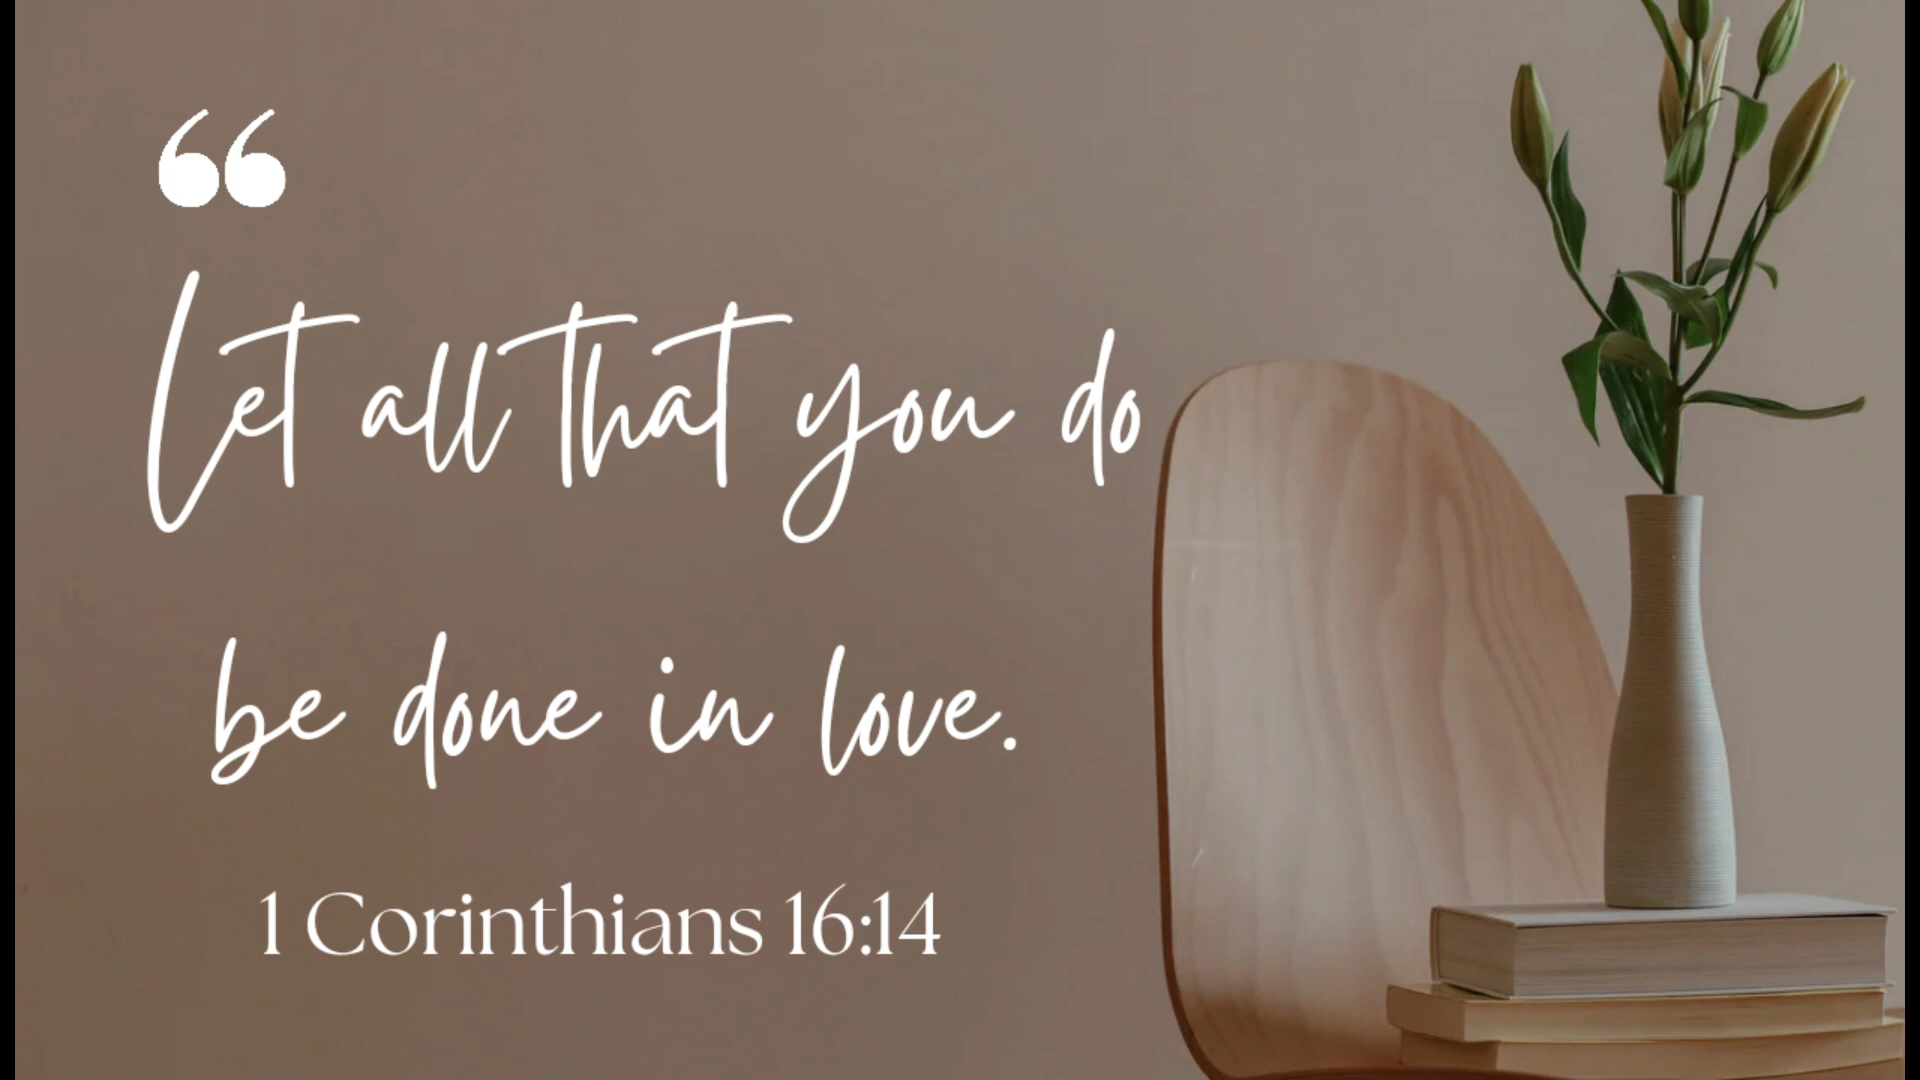 “
Let all that you do
be done in love.
1 Corinthians 16:14